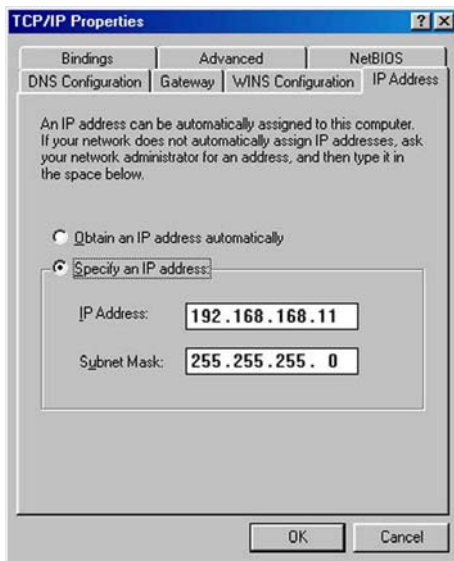 TCP/IP Properties
Bindings Advanced NetBIOS
DNS Configuration Gateway WINS Configuration IP Address
An IP address can be automatically assigned to this computer.
If your network does not automatically assign IP addresses, ask
your network administrator for an address, and then type it in
the space below.
Obtain an IP address automatically
Specify an IP address:
IP Address: 192.168.168.11
Subnet Mask: 255.255.255. 0
OK Cancel